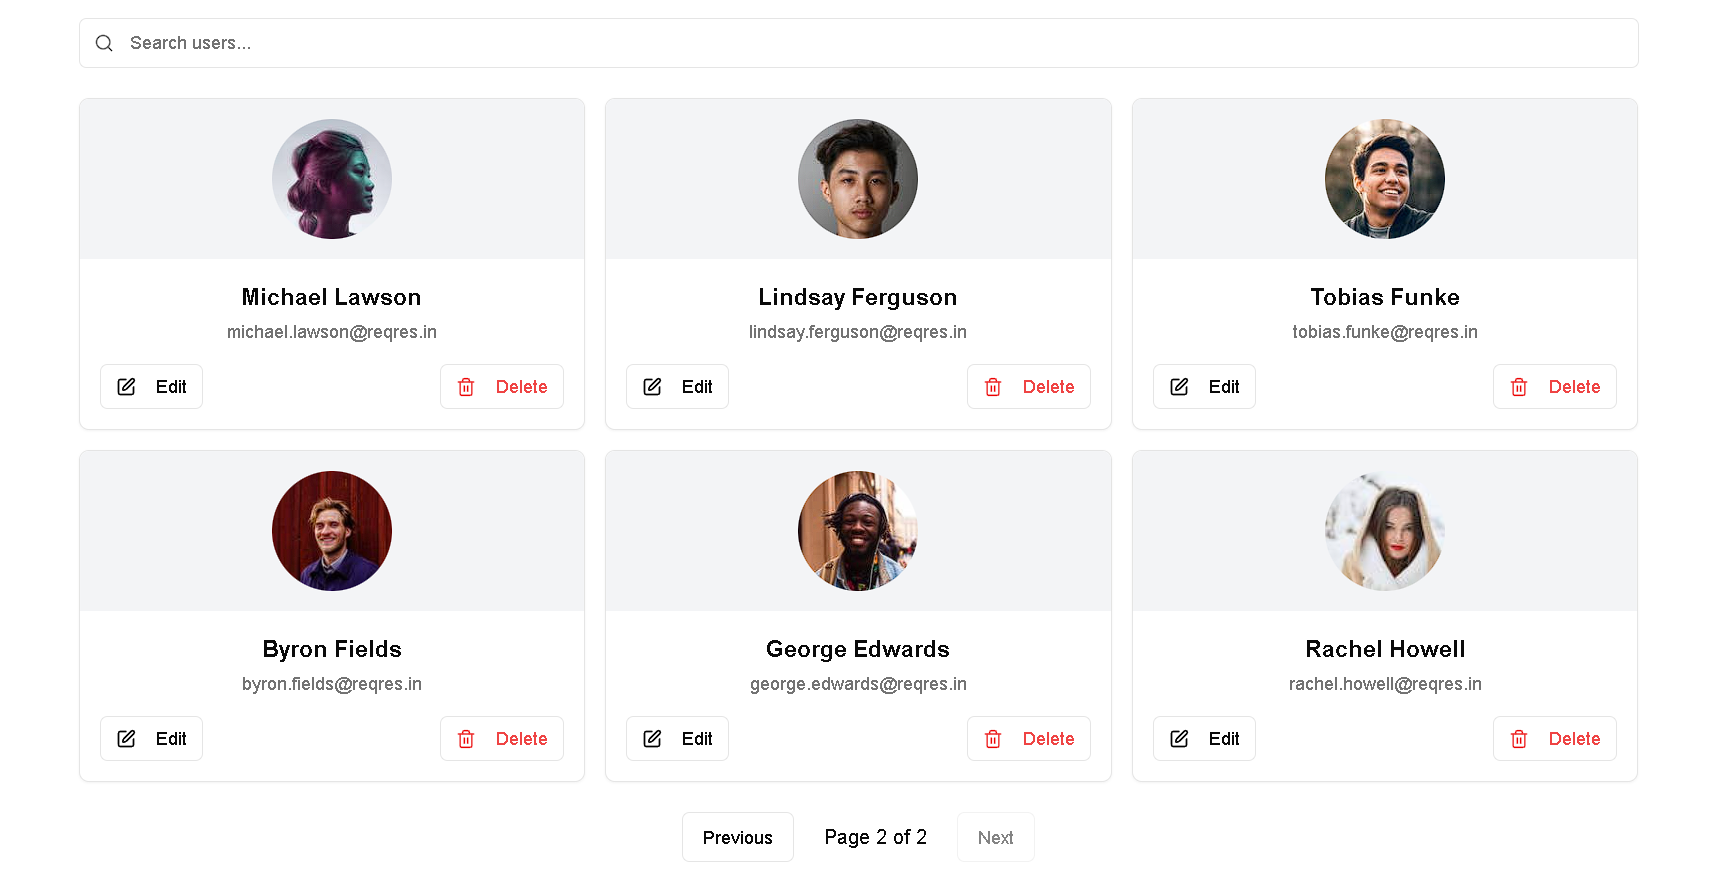 Search users...
Michael Lawson
michael.lawson@reqres.in
Edit
Delete
Lindsay Ferguson
lindsay.ferguson@reqres.in
Edit
Delete
Tobias Funke
tobias.funke@reqres.in
Edit
Delete
Byron Fields
byron.fields@reqres.in
Edit
Delete
George Edwards
george.edwards@reqres.in
Edit
Delete
Rachel Howell
rachel.howell@reqres.in
Edit
Delete
Previous
Page 2 of 2
Next